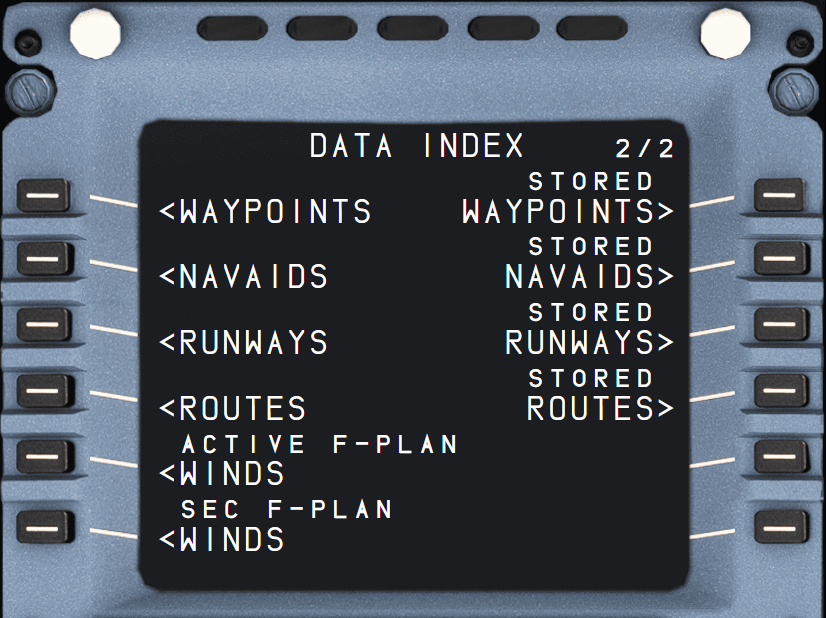 DATA INDEX 2/2
STORED
<WAYPOINTS WAYPOINTS>
STORED
<NAVAIDS NAVAIDS>
STORED
<RUNWAYS RUNWAYS>
STORED
<ROUTES ROUTES>
ACTIVE F-PLAN
<WINDS
SEC F-PLAN
<WINDS